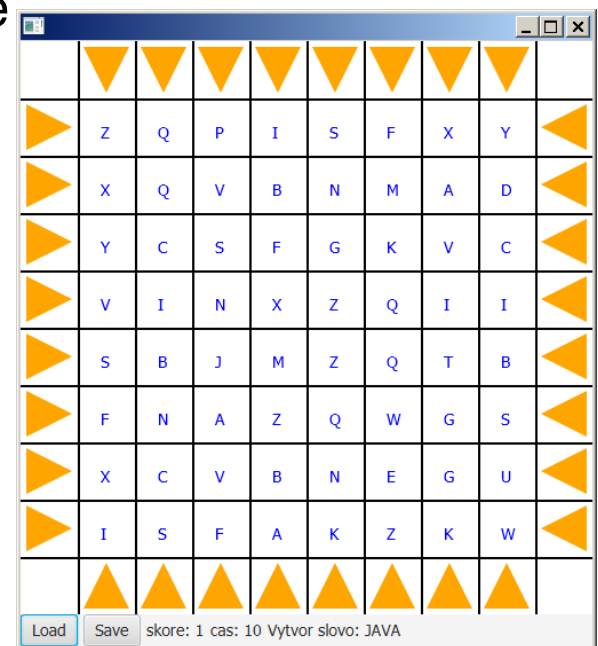 e
Z Q P I S F X Y
X Q V B N M A D
Y C S F G K V C
V I N X Z Q I I
S B J M Z Q T B
F N A Z Q W G S
X C V B N E G U
I S F A K Z K W
Load Save skore: 1 cas: 10 Vytvor slovo: JAVA